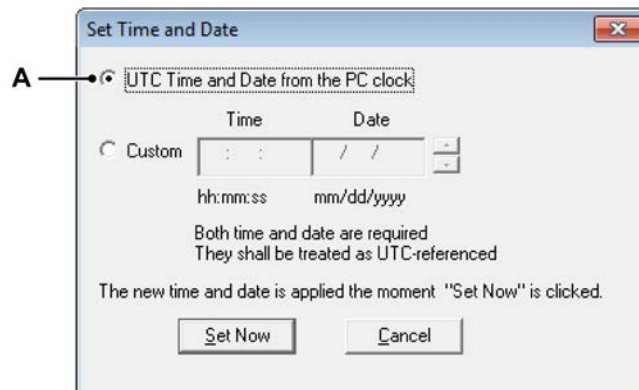 Set Time and Date
A
UTC Time and Date from the PC clock
Time Date
Custom : : / /
hh:mm:ss mm/dd/yyyy
Both time and date are required
They shall be treated as UTC-referenced
The new time and date is applied the moment "Set Now" is clicked.
Set Now Cancel